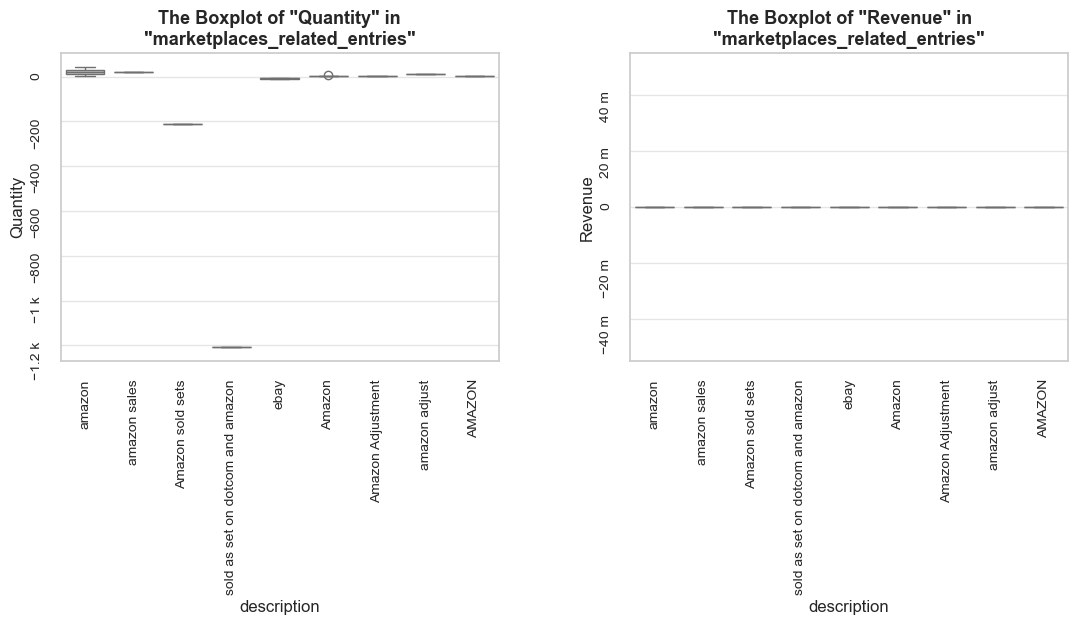 The Boxplot of "Quantity" in
"marketplaces_related_entries"
Quantity
0
−200
−400
−600
−800
−1 k
−1.2 k
amazon
amazon sales
Amazon sold sets
sold as set on dotcom and amazon
ebay
Amazon
Amazon Adjustment
amazon adjust
AMAZON
description
The Boxplot of "Revenue" in
"marketplaces_related_entries"
Revenue
40 m
20 m
0
−20 m
−40 m
amazon
amazon sales
Amazon sold sets
sold as set on dotcom and amazon
ebay
Amazon
Amazon Adjustment
amazon adjust
AMAZON
description